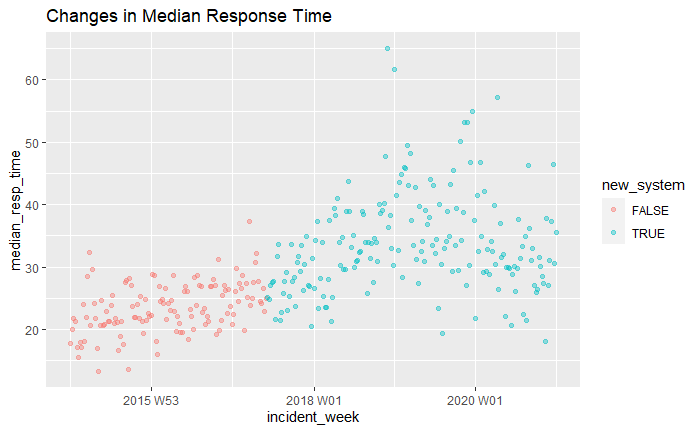 Changes in Median Response Time
median_resp_time
60
50
40
30
20
2015 W53
2018 W01
2020 W01
incident_week
new_system
FALSE
TRUE